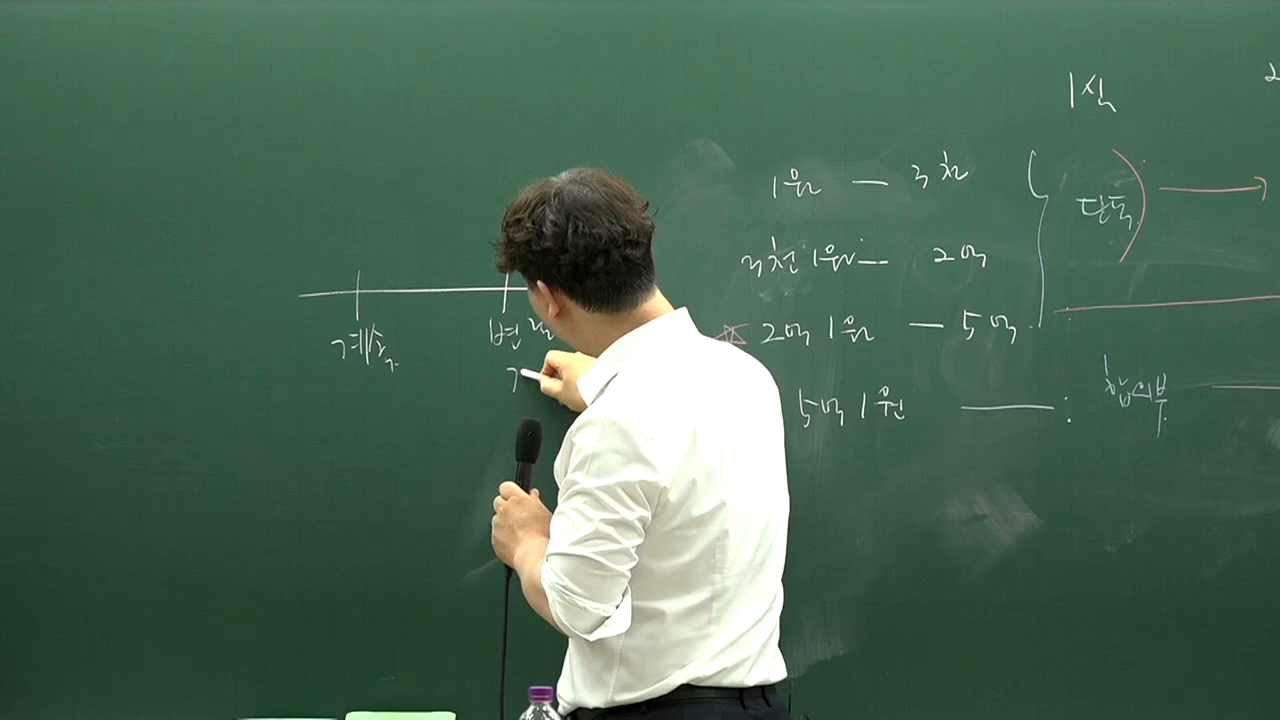 1심
1원 — 3천
단독
3천 1원 — 2억
2억 1원 — 5억
5억 1원 — : 합의부
계속
변
ㄱ
2